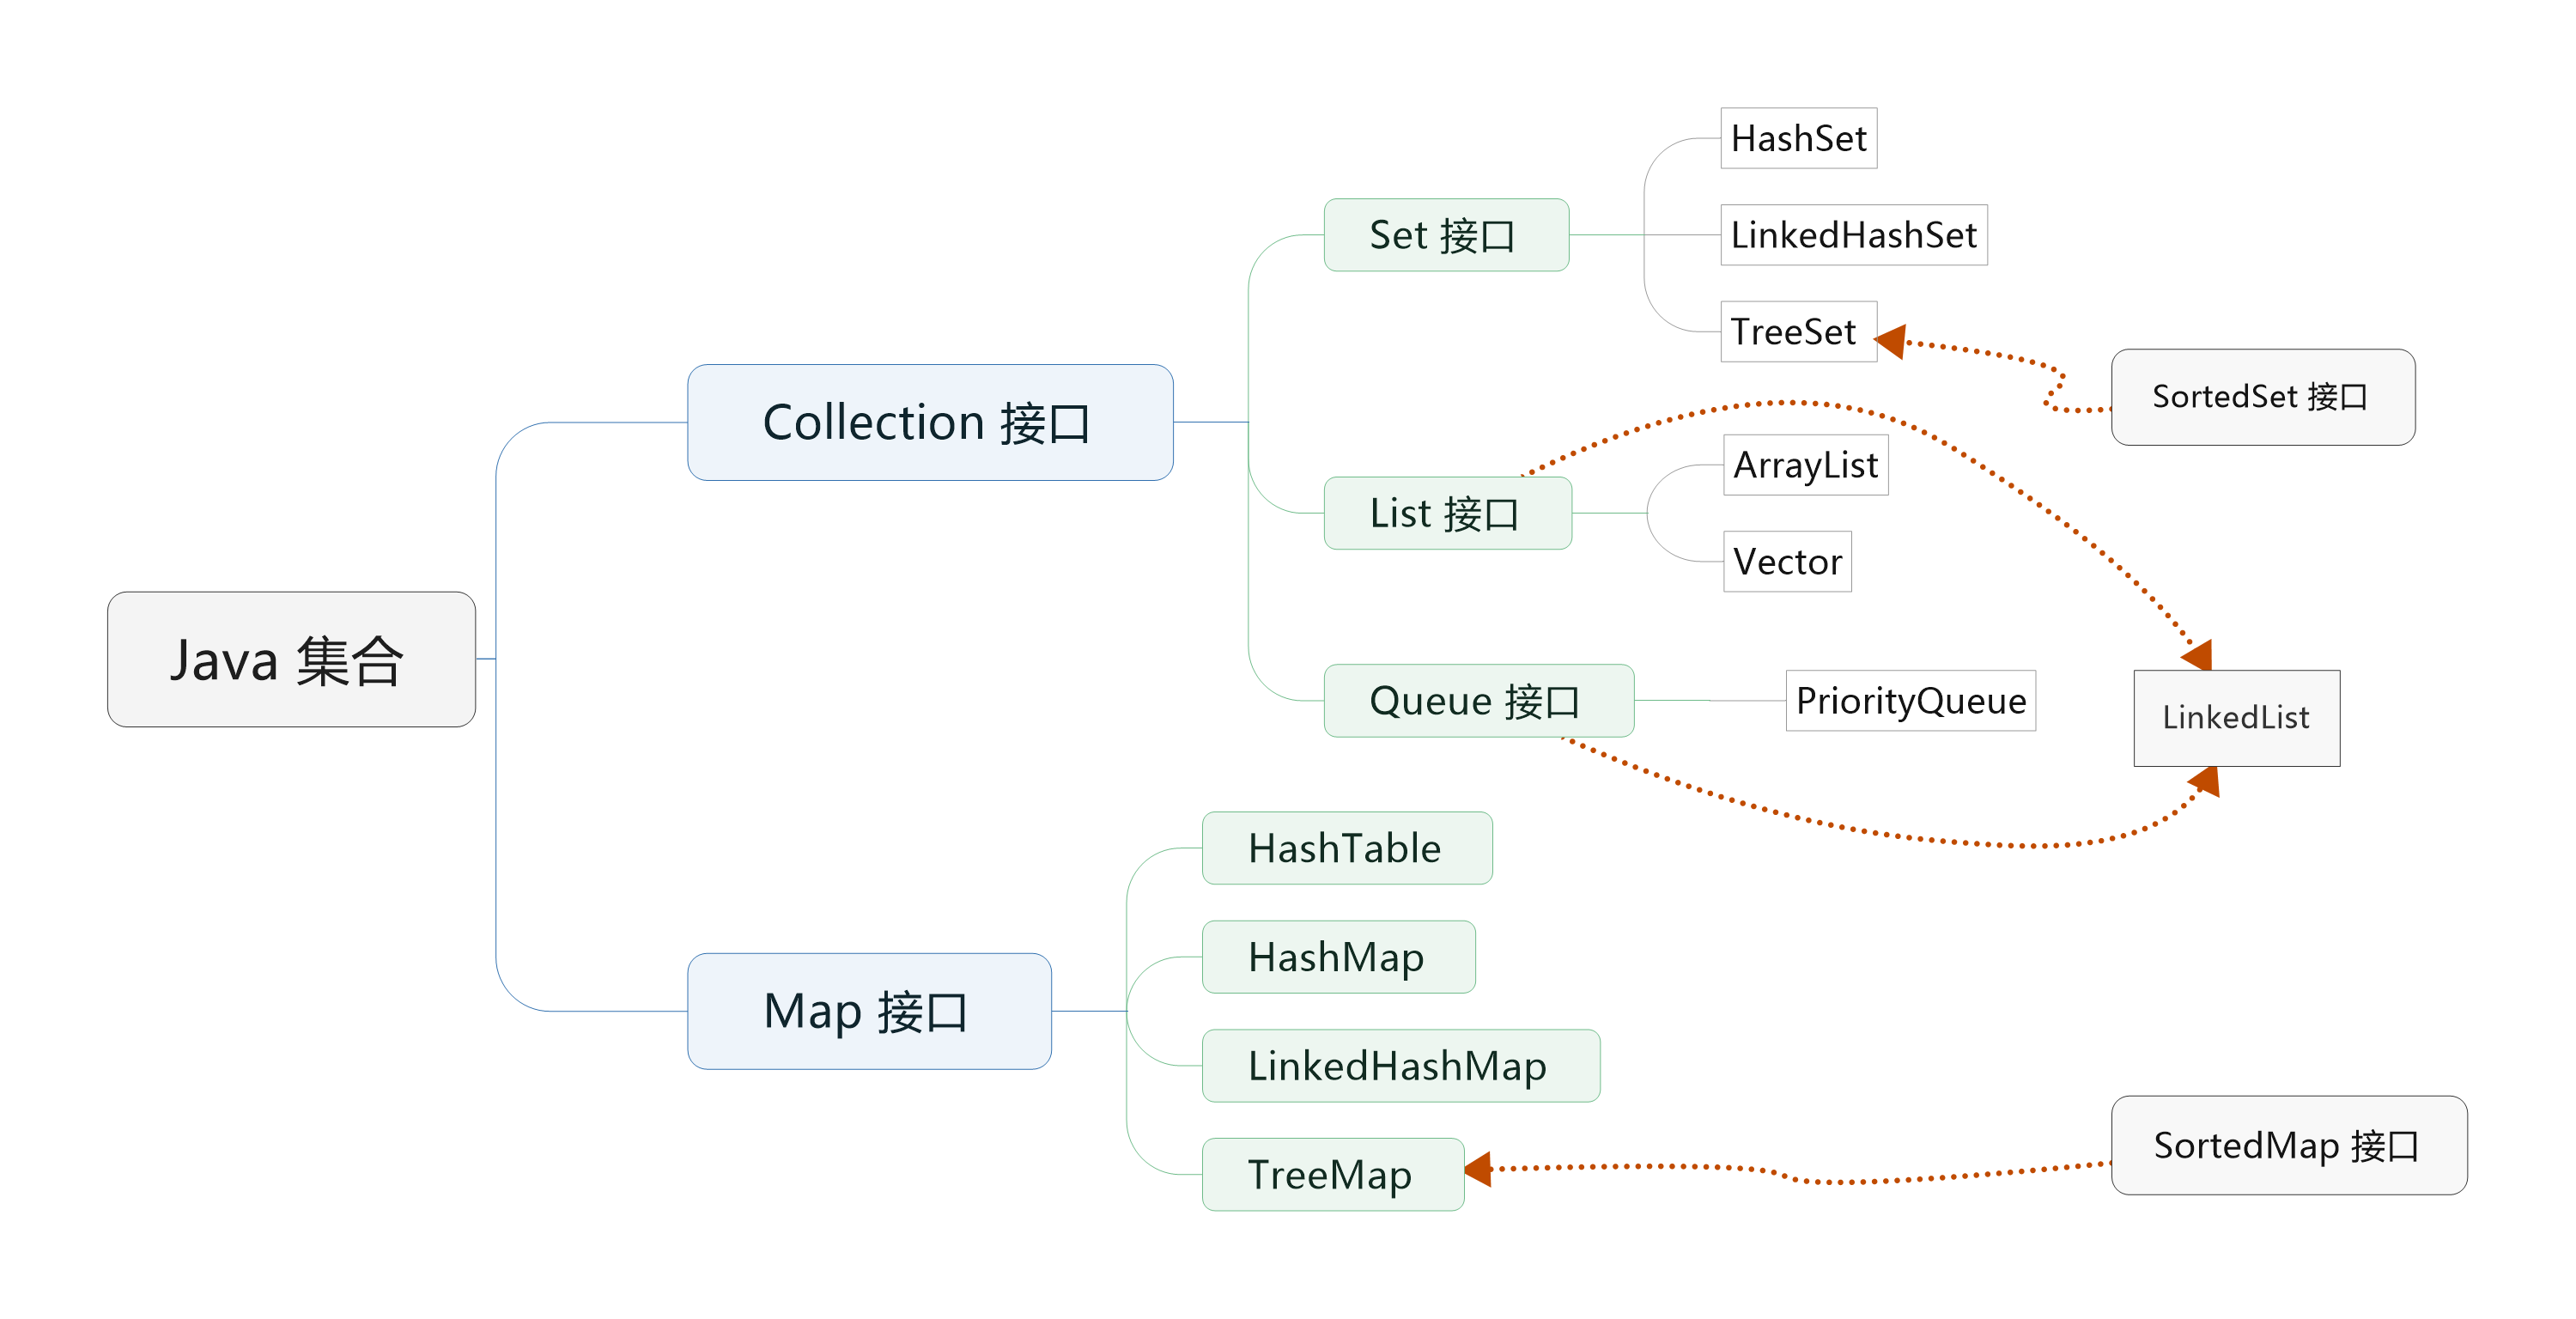 Java 集合
Collection 接口
Set 接口
HashSet
LinkedHashSet
TreeSet
SortedSet 接口
List 接口
ArrayList
Vector
Queue 接口
PriorityQueue
LinkedList
Map 接口
HashTable
HashMap
LinkedHashMap
TreeMap
SortedMap 接口